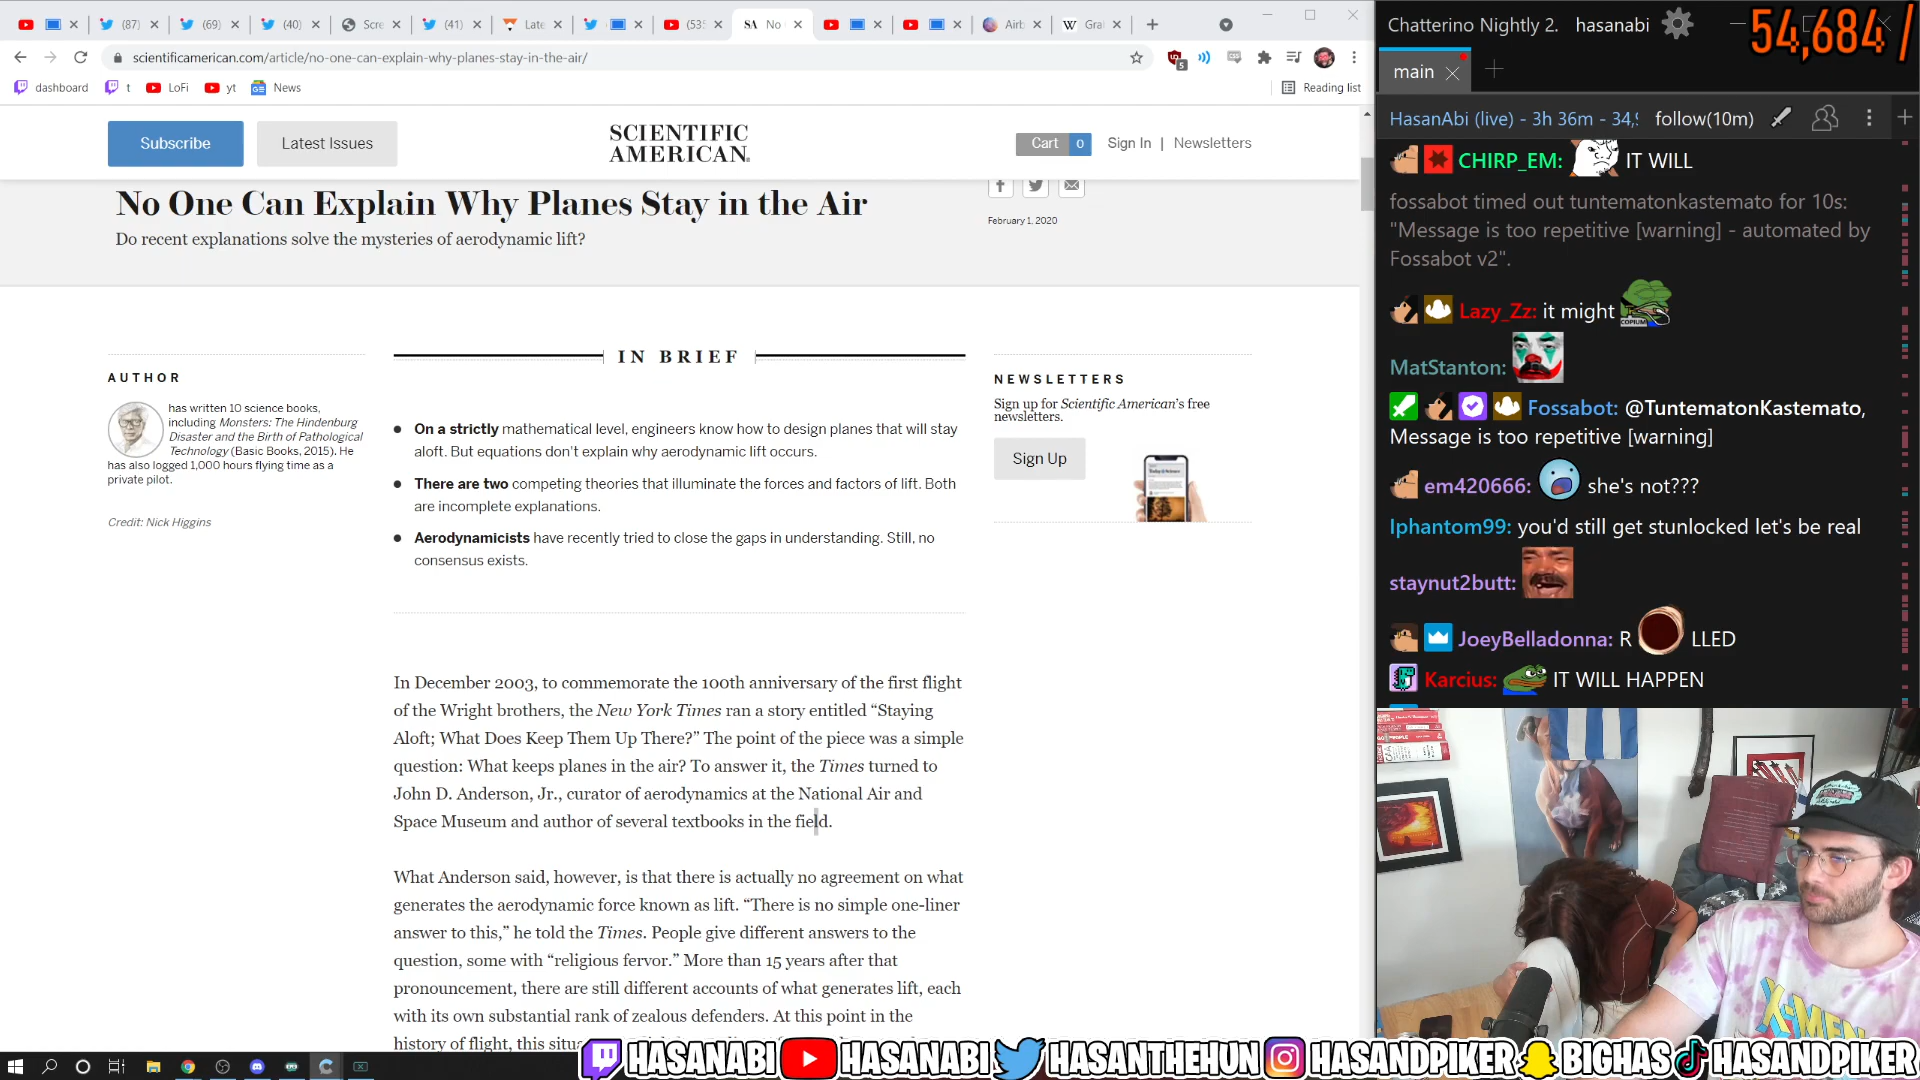 (87)
(69)
(40)
Scre
(41)
Late
(53
SA No
Airb
W Gra
scientificamerican.com/article/no-one-can-explain-why-planes-stay-in-the-air/
5
dashboard
t
LoFi
yt
News
Reading list
Subscribe
Latest Issues
SCIENTIFIC
AMERICAN
Cart 0
Sign In | Newsletters
No One Can Explain Why Planes Stay in the Air
Do recent explanations solve the mysteries of aerodynamic lift?
February 1, 2020
AUTHOR
has written 10 science books,
including Monsters: The Hindenburg
Disaster and the Birth of Pathological
Technology (Basic Books, 2015). He
has also logged 1,000 hours flying time as a
private pilot.
Credit: Nick Higgins
IN BRIEF
On a strictly mathematical level, engineers know how to design planes that will stay
aloft. But equations don't explain why aerodynamic lift occurs.
There are two competing theories that illuminate the forces and factors of lift. Both
are incomplete explanations.
Aerodynamicists have recently tried to close the gaps in understanding. Still, no
consensus exists.
NEWSLETTERS
Sign up for Scientific American's free
newsletters.
Sign Up
In December 2003, to commemorate the 100th anniversary of the first flight
of the Wright brothers, the New York Times ran a story entitled “Staying
Aloft; What Does Keep Them Up There?” The point of the piece was a simple
question: What keeps planes in the air? To answer it, the Times turned to
John D. Anderson, Jr., curator of aerodynamics at the National Air and
Space Museum and author of several textbooks in the field.
What Anderson said, however, is that there is actually no agreement on what
generates the aerodynamic force known as lift. “There is no simple one-liner
answer to this,” he told the Times. People give different answers to the
question, some with “religious fervor.” More than 15 years after that
pronouncement, there are still different accounts of what generates lift, each
with its own substantial rank of zealous defenders. At this point in the
history of flight, this situa
Chatterino Nightly 2.
hasanabi
54,684 /
main
HasanAbi (live) - 3h 36m - 34,
follow(10m)
CHIRP_EM: IT WILL
fossabot timed out tuntematonkastemato for 10s:
"Message is too repetitive [warning] - automated by
Fossabot v2".
Lazy_Zz: it might
COPIUM
MatStanton:
Fossabot: @TuntematonKastemato,
Message is too repetitive [warning]
em420666: she's not???
Iphantom99: you'd still get stunlocked let's be real
staynut2butt:
JoeyBelladonna: R LLED
Karcius: IT WILL HAPPEN
X-MEN
HASANABI
HASANABI
HASANTHEHUN
HASANDPIKER
BIGHAS
HASANDPIKER